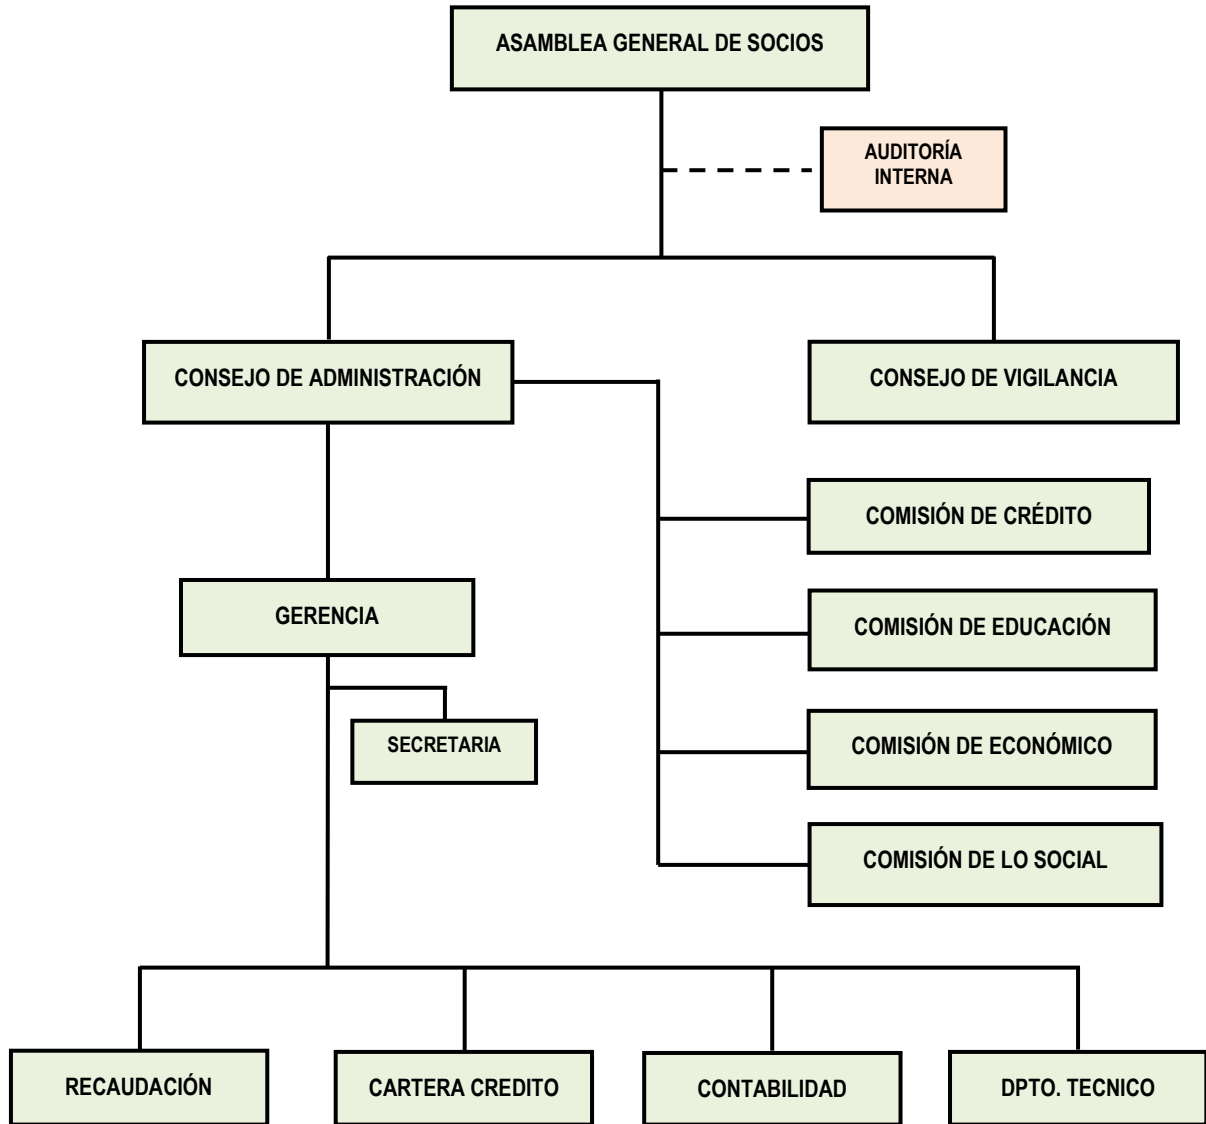 ASAMBLEA GENERAL DE SOCIOS
AUDITORÍA
INTERNA
CONSEJO DE ADMINISTRACIÓN
CONSEJO DE VIGILANCIA
COMISIÓN DE CRÉDITO
GERENCIA
COMISIÓN DE EDUCACIÓN
SECRETARIA
COMISIÓN DE ECONÓMICO
COMISIÓN DE LO SOCIAL
RECAUDACIÓN
CARTERA CREDITO
CONTABILIDAD
DPTO. TECNICO